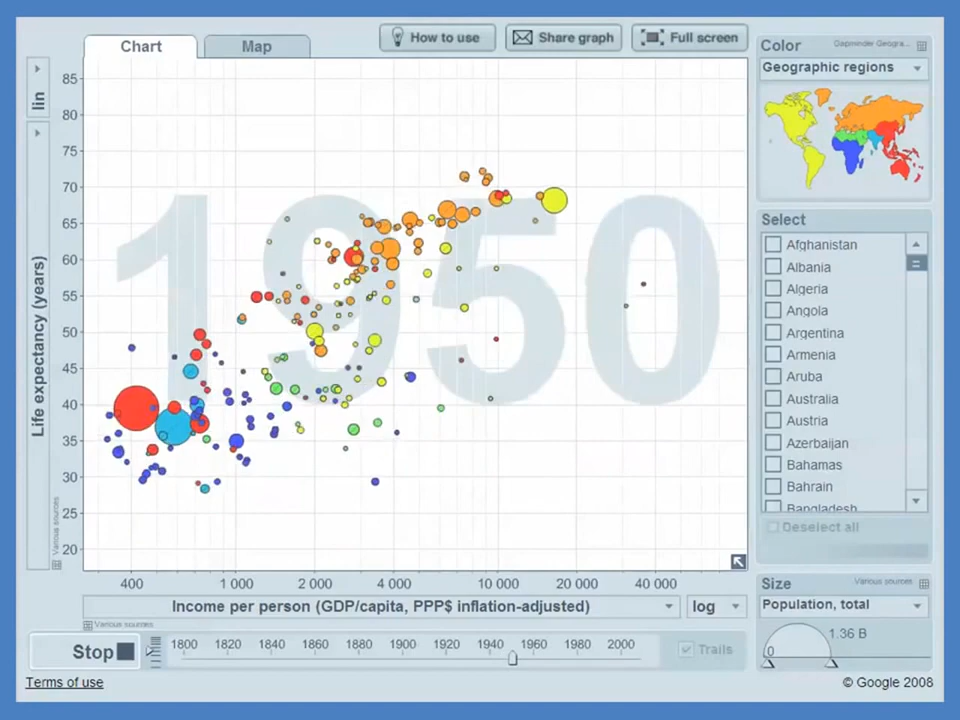 Chart
Map
How to use
Share graph
Full screen
Color
Gapminder Geogra...
Geographic regions
lin
Life expectancy (years)
Various sources
85
80
75
70
65
60
55
50
45
40
35
30
25
20
1950
400
1 000
2 000
4 000
10 000
20 000
40 000
Income per person (GDP/capita, PPP$ inflation-adjusted)
log
Various sources
Select
Afghanistan
Albania
Algeria
Angola
Argentina
Armenia
Aruba
Australia
Austria
Azerbaijan
Bahamas
Bahrain
Bangladesh
Deselect all
Size
Various sources
Population, total
1.36 B
0
Stop
1800 1820 1840 1860 1880 1900 1920 1940 1960 1980 2000
Trails
Terms of use
© Google 2008